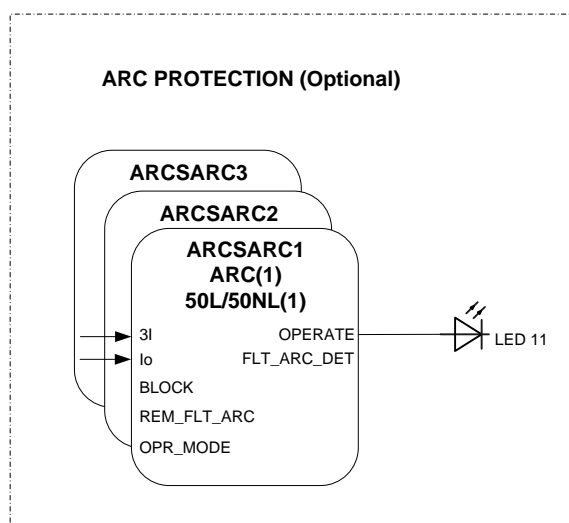 ARC PROTECTION (Optional)
ARCSARC3
ARCSARC2
ARCSARC1
ARC(1)
50L/50NL(1)
3I
OPERATE
LED 11
Io
FLT_ARC_DET
BLOCK
REM_FLT_ARC
OPR_MODE